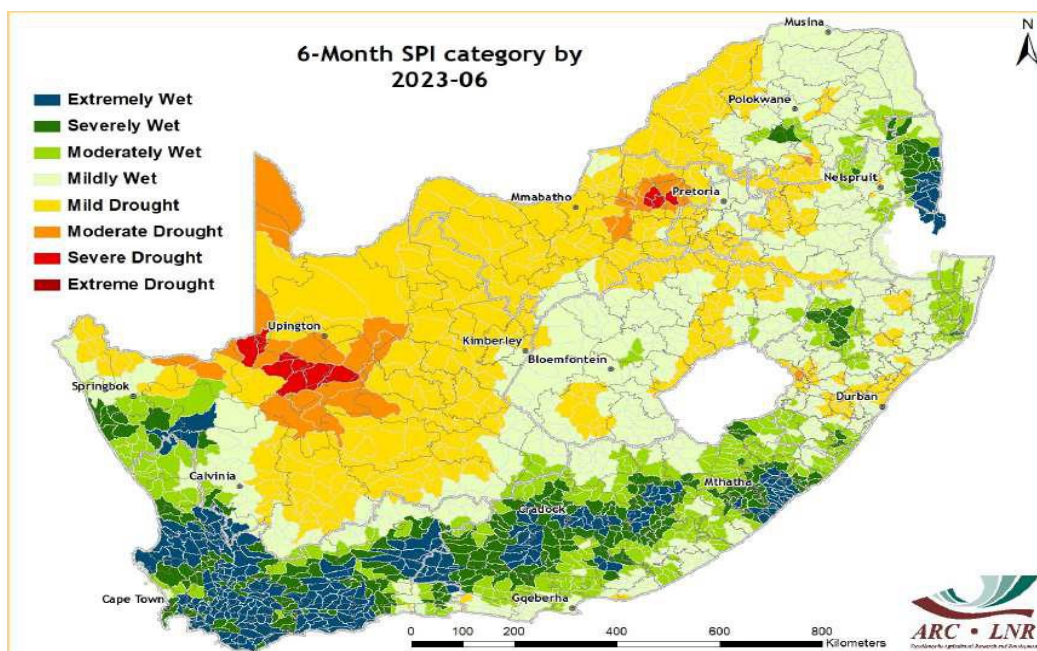 6-Month SPI category by
2023-06
N
Extremely Wet
Severely Wet
Moderately Wet
Mildly Wet
Mild Drought
Moderate Drought
Severe Drought
Extreme Drought
Musina
Polokwane
Nelspruit
Pretoria
Mmabatho
Upington
Kimberley
Bloemfontein
Springbok
Durban
Calvinia
Mthatha
Cradock
Cape Town
Gqeberha
0 100 200 400 600 800
Kilometers
ARC • LNR